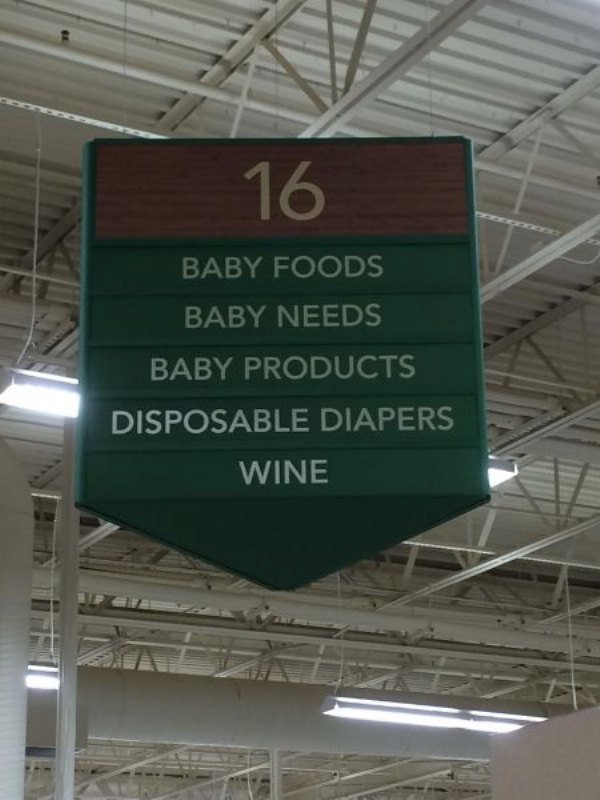 16
BABY FOODS
BABY NEEDS
BABY PRODUCTS
DISPOSABLE DIAPERS
WINE